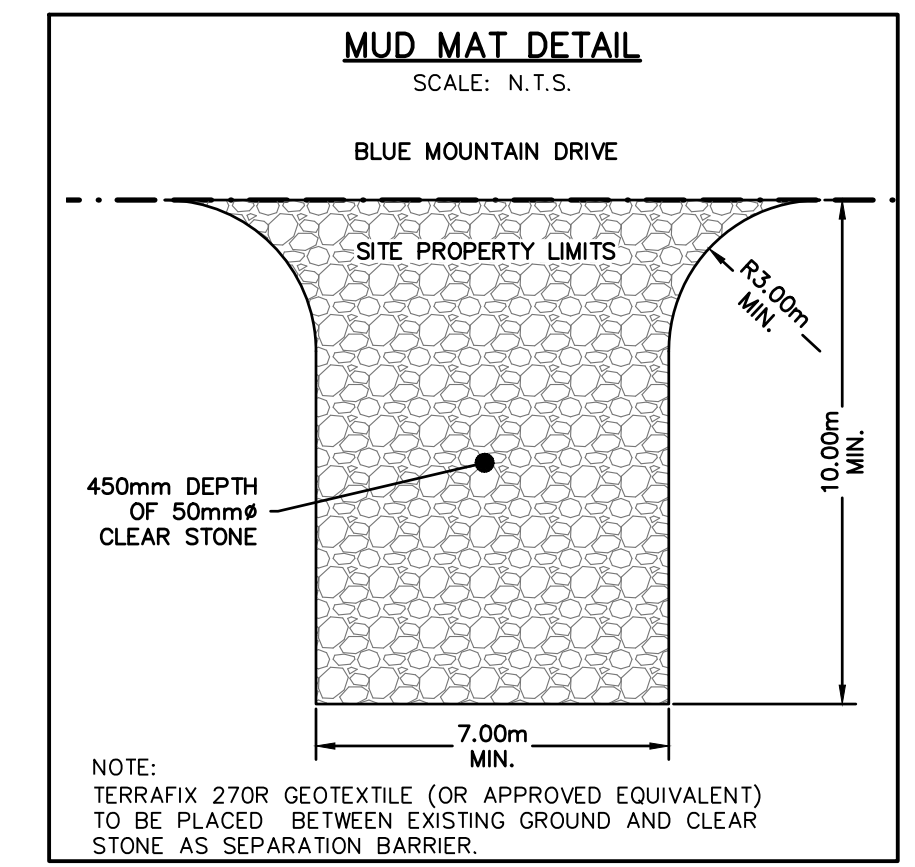 MUD MAT DETAIL
SCALE: N.T.S.
BLUE MOUNTAIN DRIVE
SITE PROPERTY LIMITS
R3.00m
MIN.
10.00m
MIN.
450mm DEPTH
OF 50mmø
CLEAR STONE
7.00m
MIN.
NOTE:
TERRAFIX 270R GEOTEXTILE (OR APPROVED EQUIVALENT)
TO BE PLACED BETWEEN EXISTING GROUND AND CLEAR
STONE AS SEPARATION BARRIER.